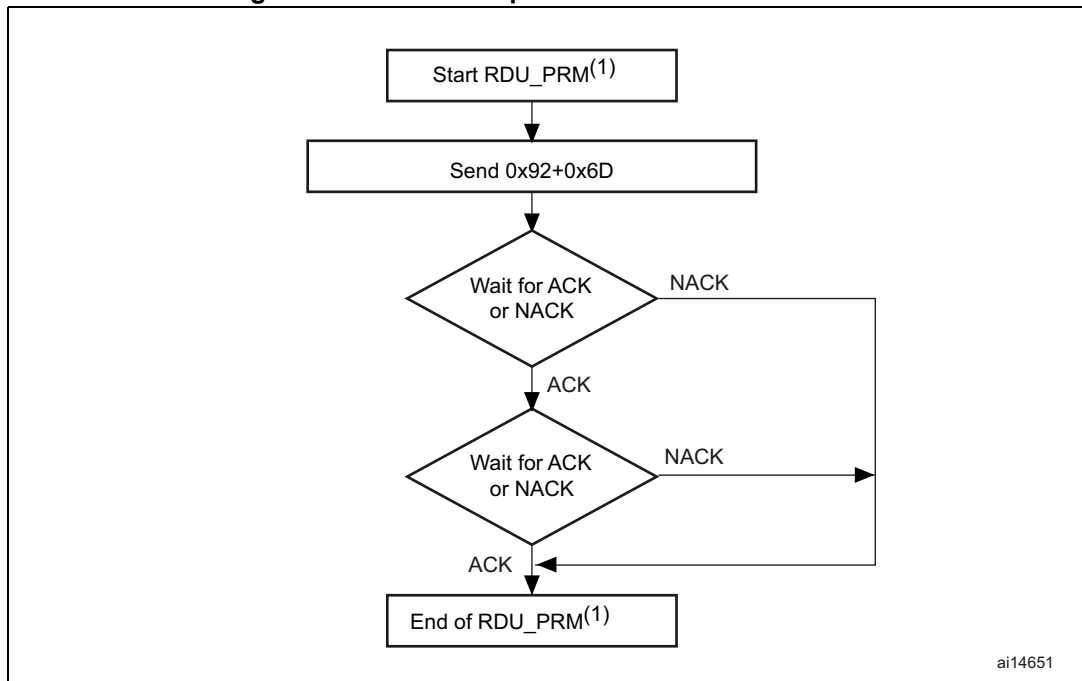 Start RDU_PRM(1)
Send 0x92+0x6D
Wait for ACK
or NACK
NACK
ACK
Wait for ACK
or NACK
NACK
ACK
End of RDU_PRM(1)
ai14651